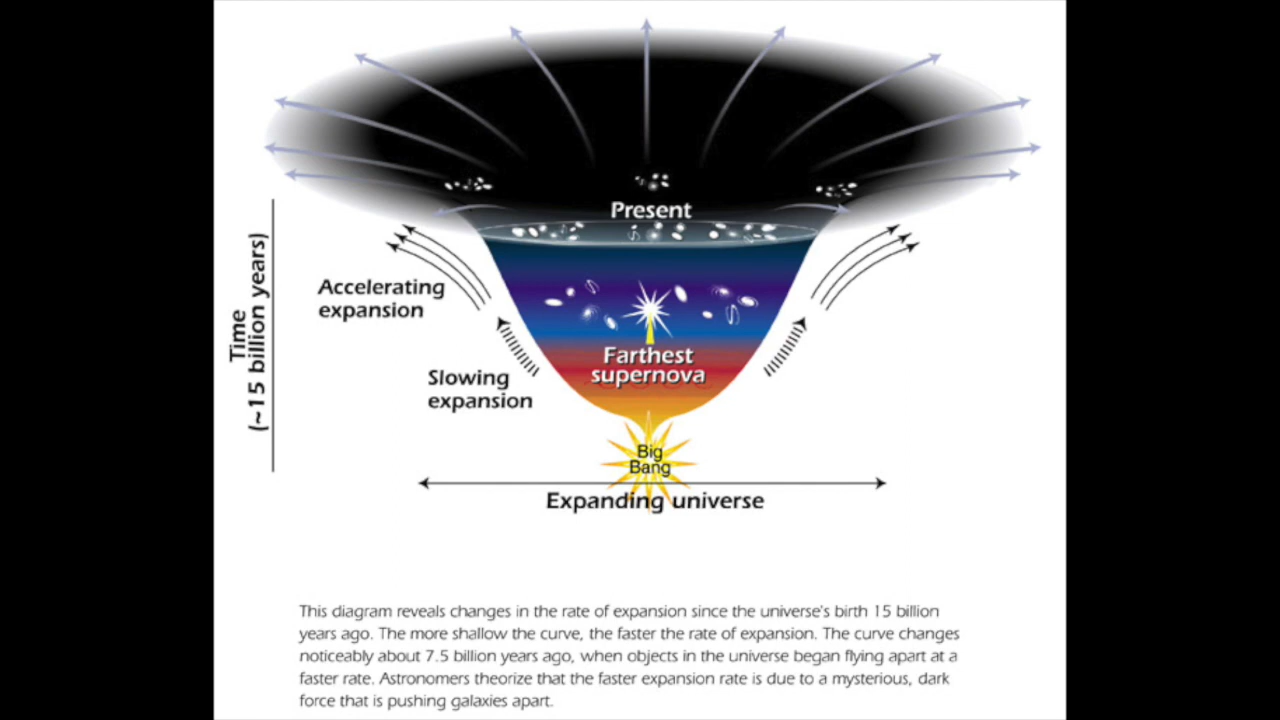 Present
Accelerating
expansion
Time
(~15 billion years)
Farthest
supernova
Slowing
expansion
Big
Bang
Expanding universe
This diagram reveals changes in the rate of expansion since the universe's birth 15 billion
years ago. The more shallow the curve, the faster the rate of expansion. The curve changes
noticeably about 7.5 billion years ago, when objects in the universe began flying apart at a
faster rate. Astronomers theorize that the faster expansion rate is due to a mysterious, dark
force that is pushing galaxies apart.